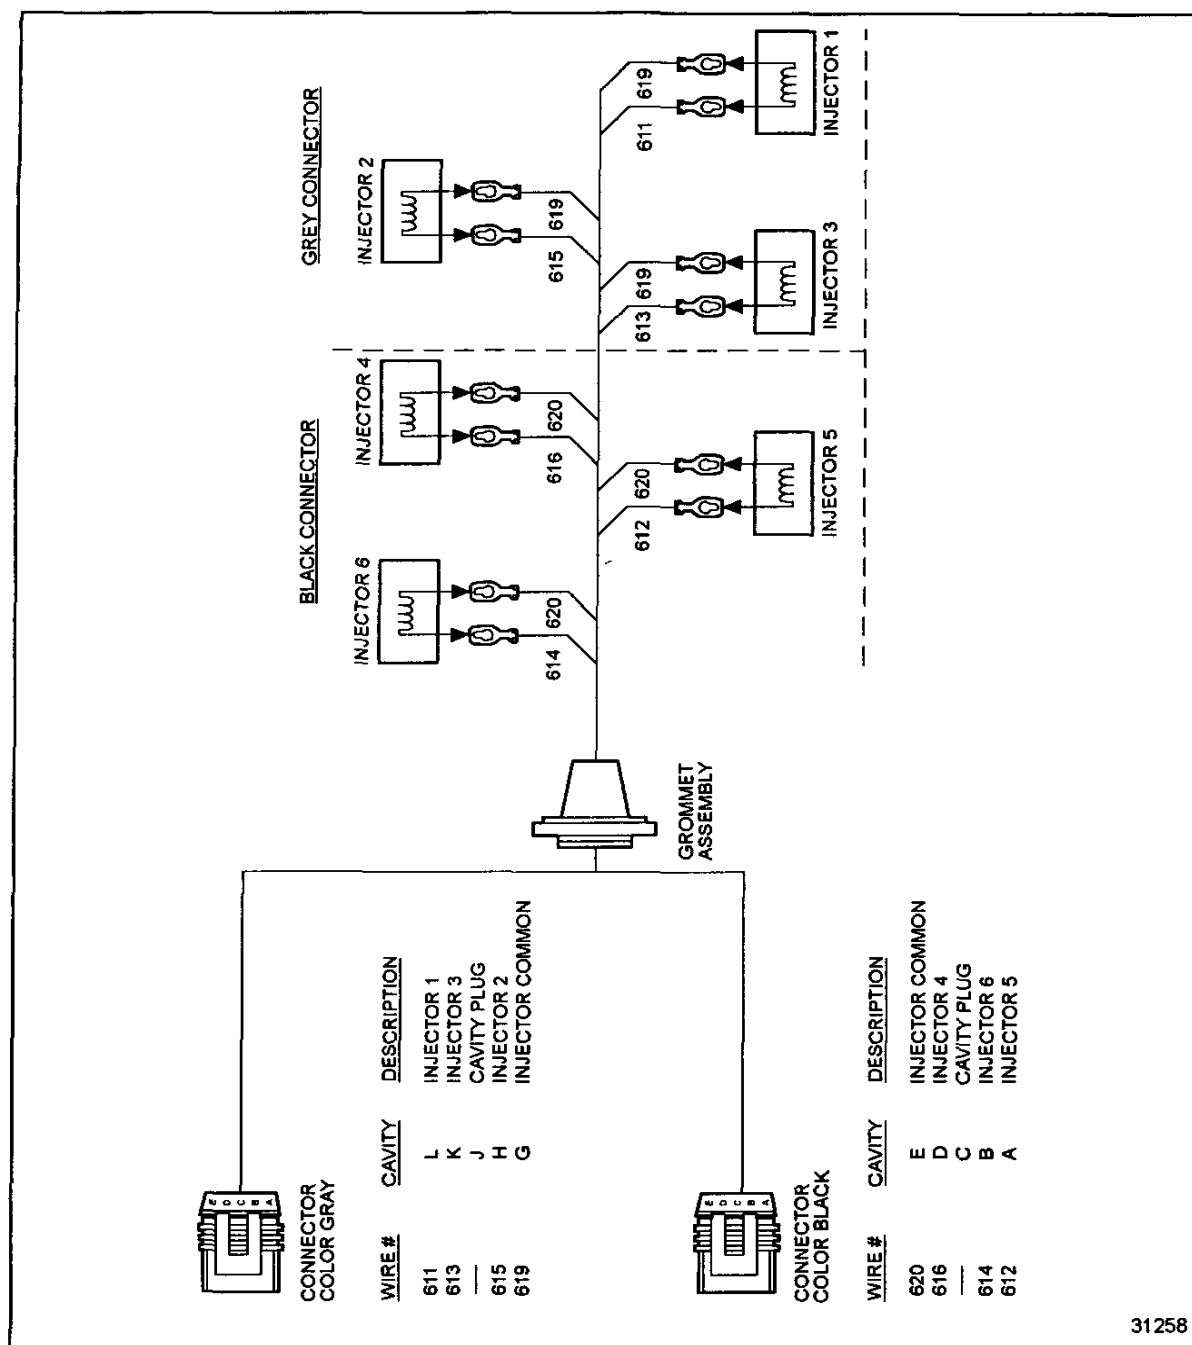 GREY CONNECTOR
BLACK CONNECTOR
INJECTOR 1
619
611
INJECTOR 2
619
615
INJECTOR 3
619
613
INJECTOR 4
620
616
INJECTOR 5
620
612
INJECTOR 6
620
614
GROMMET
ASSEMBLY
E D C B A
CONNECTOR
COLOR GRAY
WIRE # CAVITY DESCRIPTION
611 L INJECTOR 1
613 K INJECTOR 3
— J CAVITY PLUG
615 H INJECTOR 2
619 G INJECTOR COMMON
E D C B A
CONNECTOR
COLOR BLACK
WIRE # CAVITY DESCRIPTION
620 E INJECTOR COMMON
616 D INJECTOR 4
— C CAVITY PLUG
614 B INJECTOR 6
612 A INJECTOR 5
31258